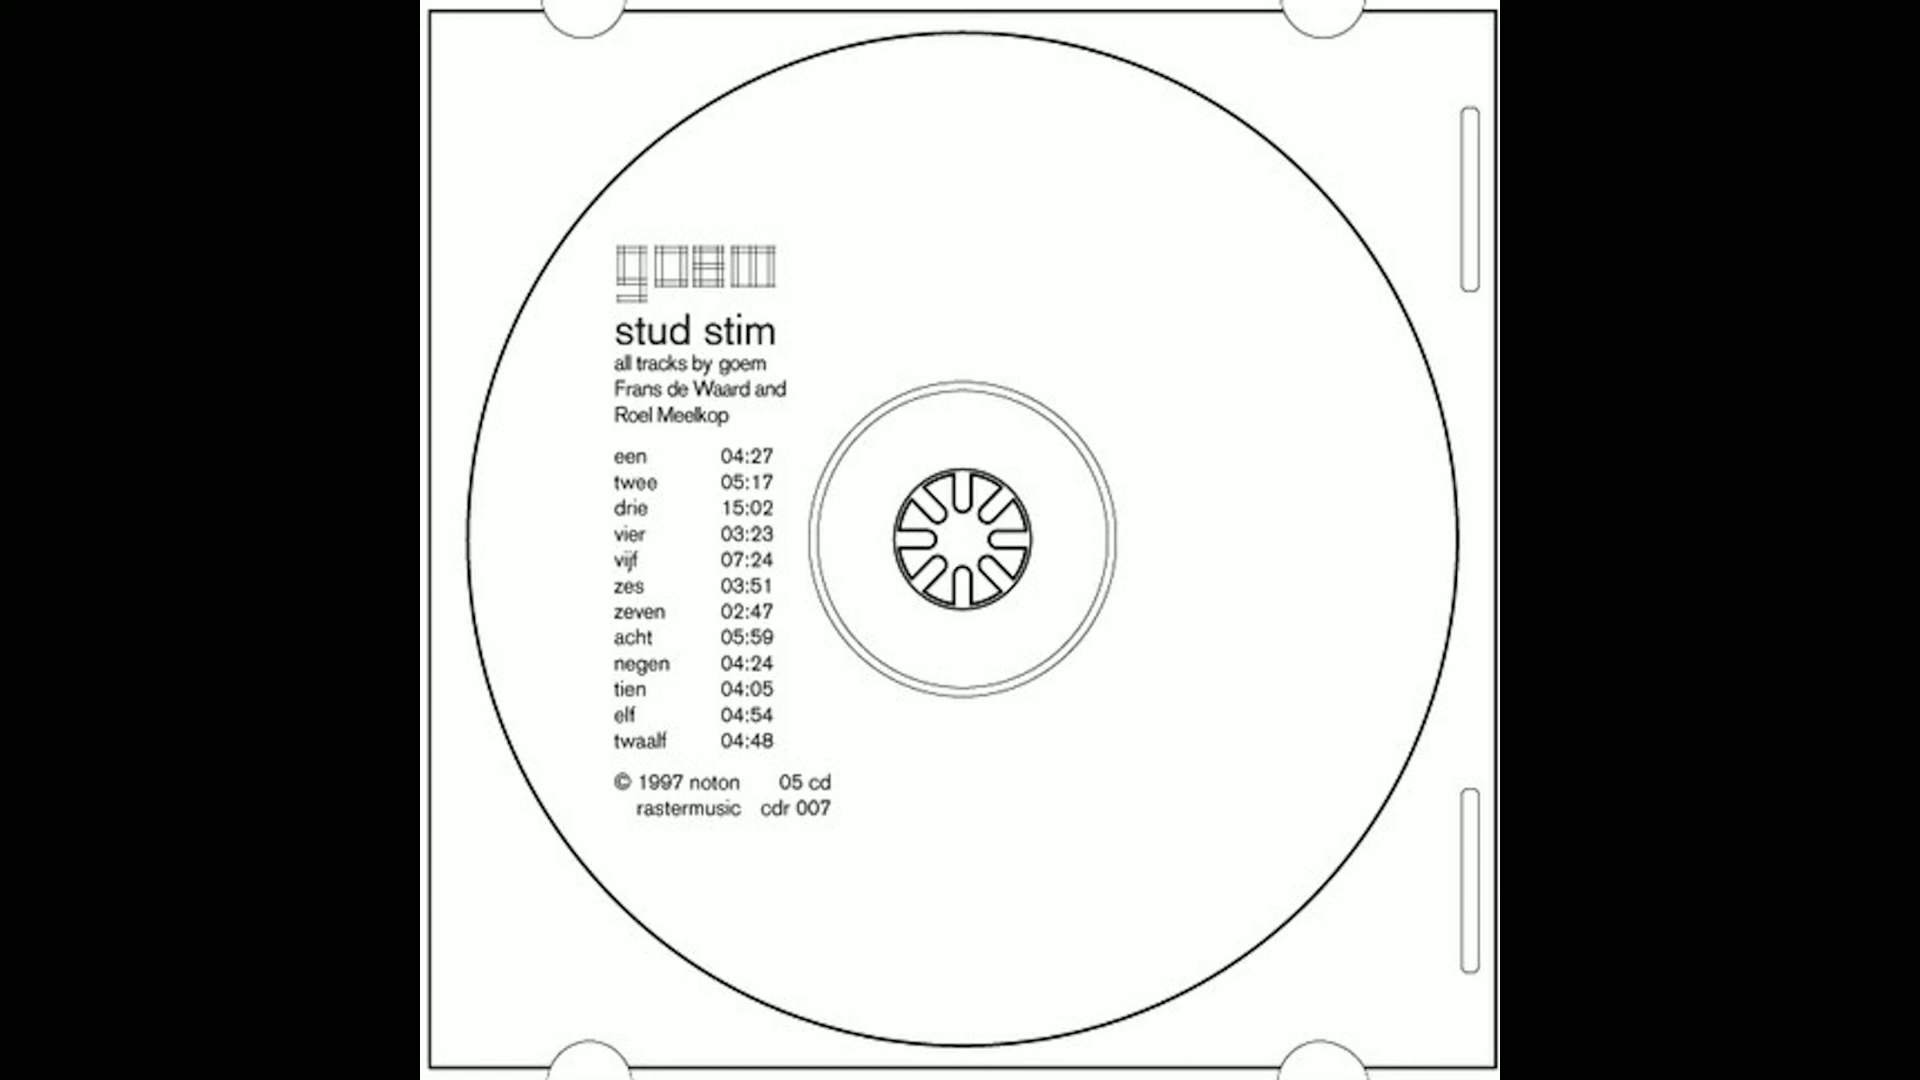 goem
stud stim
all tracks by goem
Frans de Waard and
Roel Meelkop
een 04:27
twee 05:17
drie 15:02
vier 03:23
vijf 07:24
zes 03:51
zeven 02:47
acht 05:59
negen 04:24
tien 04:05
elf 04:54
twaalf 04:48
© 1997 noton 05 cd
rastermusic cdr 007